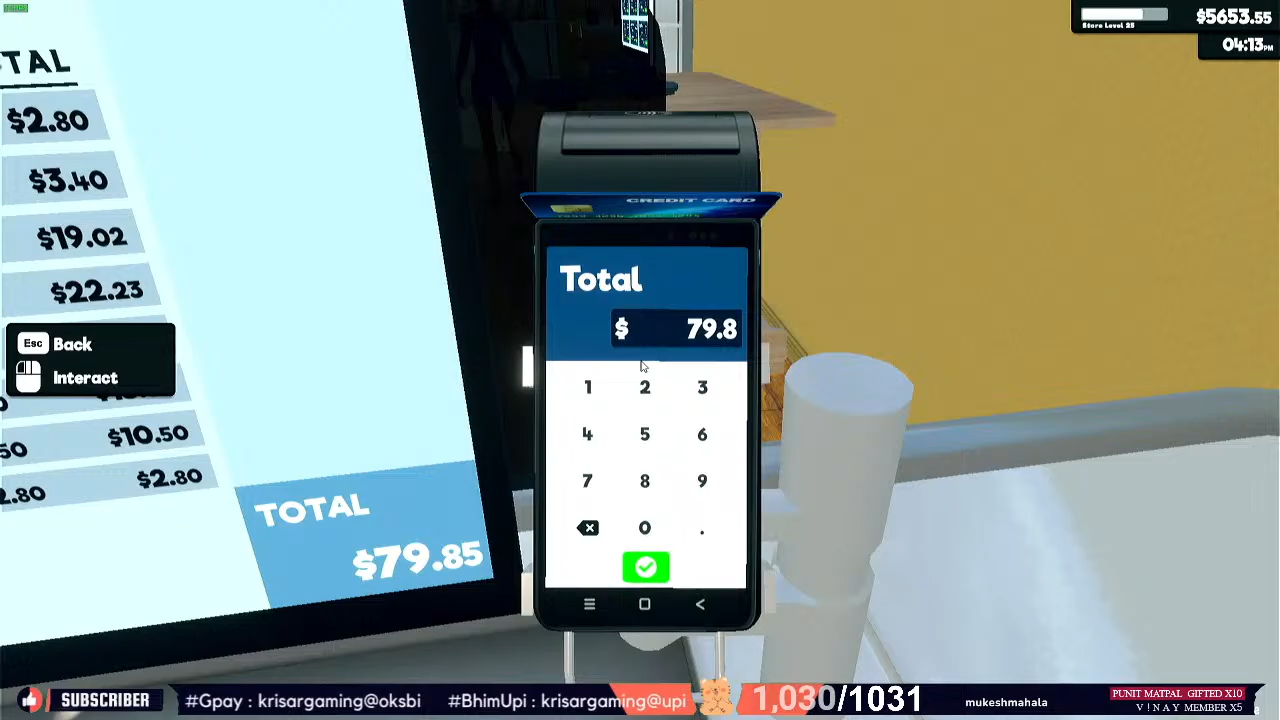 $5653.55
Store Level 25
04:13PM
TAL
$2.80
$3.40
$19.02
$22.23
$10.50
$2.80
TOTAL
$79.85
Esc Back
Interact
CREDIT CARD
Total
$ 79.8
1 2 3
4 5 6
7 8 9
0 .
SUBSCRIBER
#Gpay : krisargaming@oksbi
#BhimUpi : krisargaming@upi
1,030/1031
mukeshmahala
PUNIT MATPAL GIFTED X10
V ! N A Y MEMBER X5